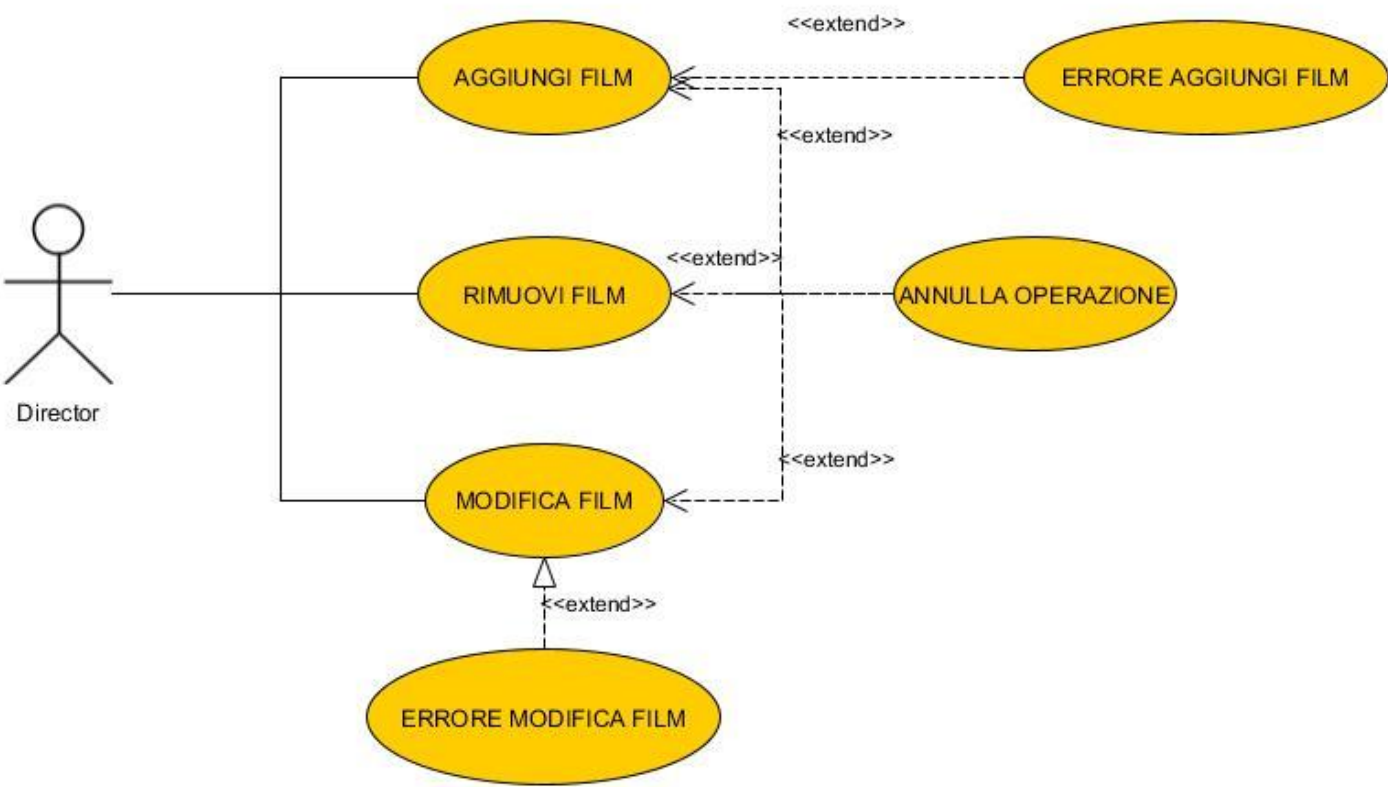 <<extend>>
AGGIUNGI FILM
ERRORE AGGIUNGI FILM
<<extend>>
<<extend>>
RIMUOVI FILM
ANNULLA OPERAZIONE
Director
<<extend>>
MODIFICA FILM
<<extend>>
ERRORE MODIFICA FILM